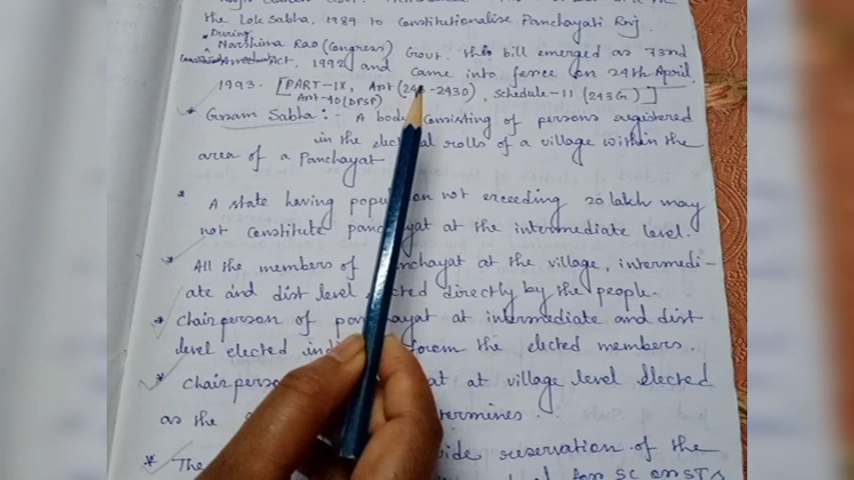 the Lok Sabha, 1989 to Constitutionalise Panchayati Raj.
* During
Narshima Rao (Congress) Govt. this bill emerged as 73rd
Act, 1992 and came into force on 24th April
1993. [PART-IX, Art (243-243O), Schedule-11 (243G)]
Art-40 (DPSP)
* Gram Sabha :- A body consisting of persons registered
in the electoral rolls of a village within the
area of a Panchayat
* A state having population not exceeding 20 lakh may
not constitute panchayat at the intermediate level.
* All the members of panchayat at the village, intermedi-
ate and dist level elected directly by the people.
* Chairperson of panchayat at intermediate and dist
level elected from the elected members.
* Chairperson at at village level elected
as the determines.
* The reservation of the
for SC or STs